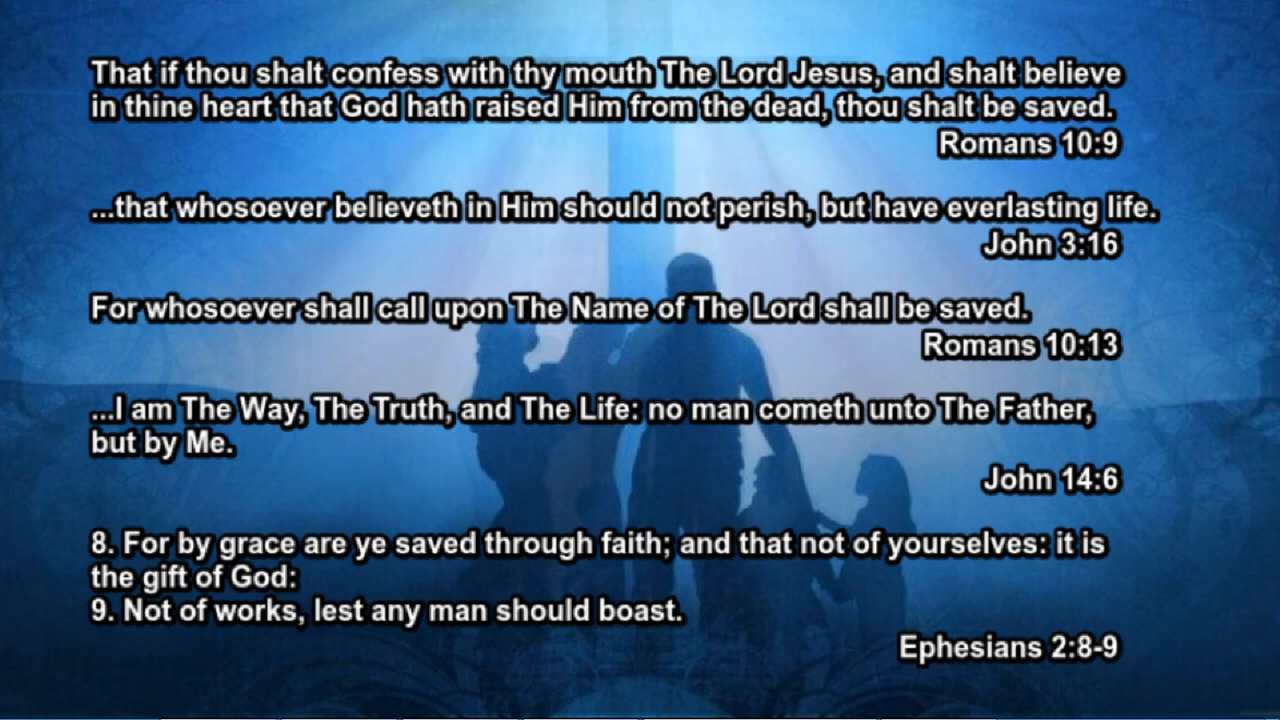 That if thou shalt confess with thy mouth The Lord Jesus, and shalt believe
in thine heart that God hath raised Him from the dead, thou shalt be saved.
Romans 10:9
...that whosoever believeth in Him should not perish, but have everlasting life.
John 3:16
For whosoever shall call upon The Name of The Lord shall be saved.
Romans 10:13
...I am The Way, The Truth, and The Life: no man cometh unto The Father,
but by Me.
John 14:6
8. For by grace are ye saved through faith; and that not of yourselves: it is
the gift of God:
9. Not of works, lest any man should boast.
Ephesians 2:8-9